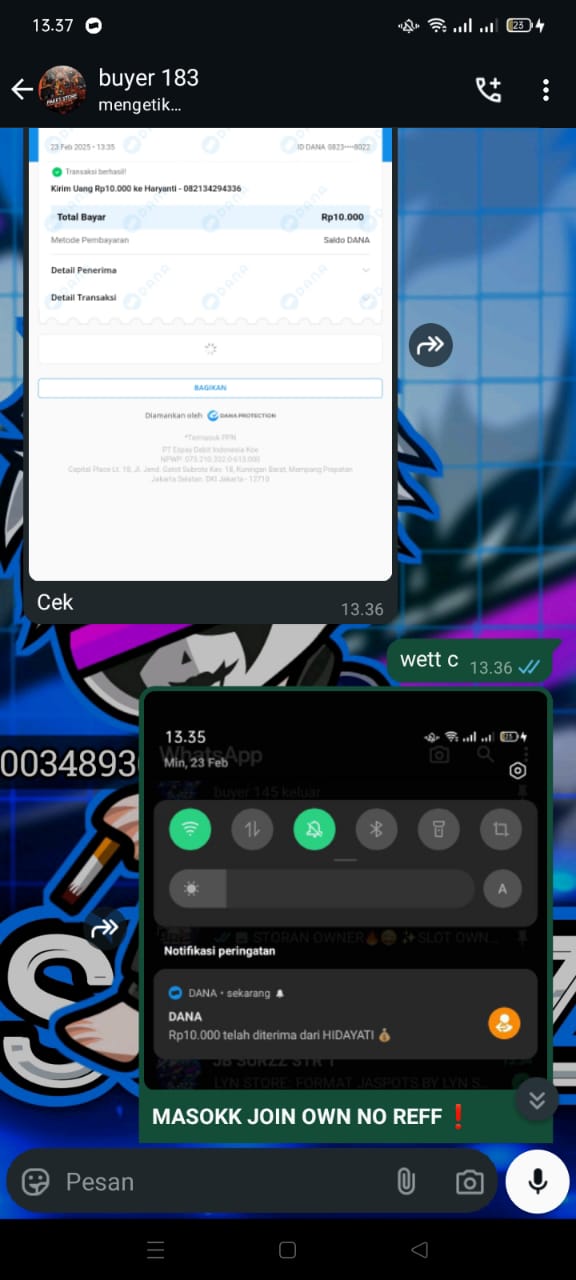 13.37
23
buyer 183
mengetik...
23 Feb 2025 • 13.35
ID DANA 0823••••8022
Transaksi berhasil!
Kirim Uang Rp10.000 ke Haryanti - 082134294336
Total Bayar Rp10.000
Metode Pembayaran Saldo DANA
Detail Penerima
Detail Transaksi
BAGIKAN
Diamankan oleh DANA PROTECTION
*Termasuk PPN
PT Espay Debit Indonesia Koe
NPWP: 073.210.332.0-613.000
Capital Place Lt. 18, Jl. Jend. Gatot Subroto Kav. 18, Kuningan Barat, Mampang Prapatan
Jakarta Selatan, DKI Jakarta - 12710
Cek
13.36
wett c 13.36
0034893
13.35
WhatsApp
Min, 23 Feb
buyer 145 keluar
A
STORAN OWNER🔥😄✨SLOT OWN...
Notifikasi peringatan
DANA • sekarang
DANA
Rp10.000 telah diterima dari HIDAYATI 💰
JB SURZZ STR 1
LYN STORE: FORMAT JASPOTS BY LYN S...
MASOKK JOIN OWN NO REFF❗
Pesan